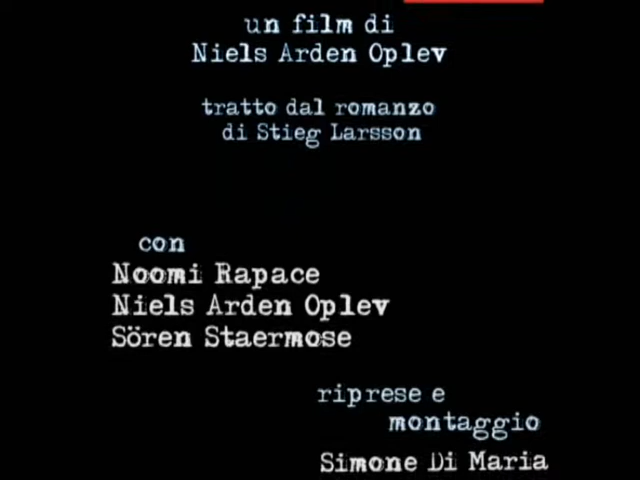 un film di
Niels Arden Oplev
tratto dal romanzo
di Stieg Larsson
con
Noomi Rapace
Niels Arden Oplev
Sören Staermose
riprese e
montaggio
Simone Di Maria